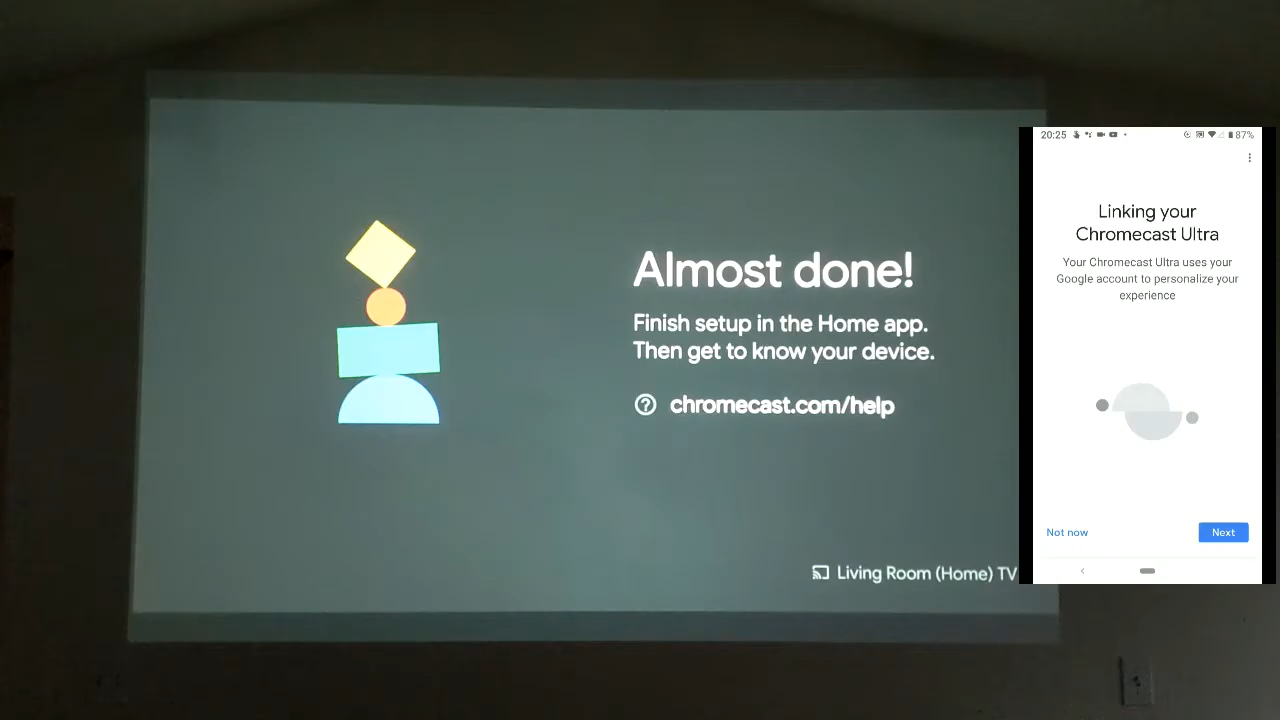 Almost done!
Finish setup in the Home app.
Then get to know your device.
chromecast.com/help
Living Room (Home) TV
20:25
87%
Linking your
Chromecast Ultra
Your Chromecast Ultra uses your
Google account to personalize your
experience
Not now
Next